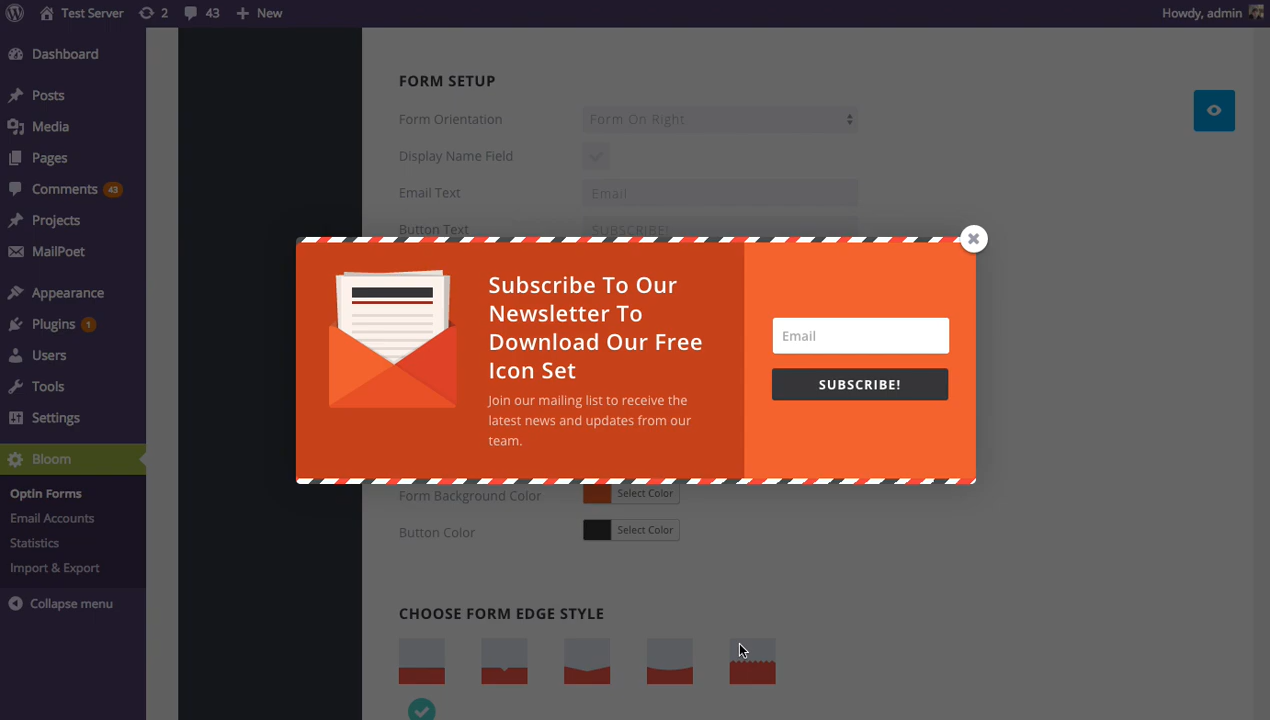 Test Server
2
43
New
Howdy, admin
Dashboard
Posts
Media
Pages
Comments 43
Projects
MailPoet
Appearance
Plugins 1
Users
Tools
Settings
Bloom
Optin Forms
Email Accounts
Statistics
Import & Export
Collapse menu
FORM SETUP
Form Orientation
Form On Right
Display Name Field
Email Text
Email
Button Text
SUBSCRIBE!
Subscribe To Our
Newsletter To
Download Our Free
Icon Set
Join our mailing list to receive the
latest news and updates from our
team.
Email
SUBSCRIBE!
Form Background Color
Select Color
Button Color
Select Color
CHOOSE FORM EDGE STYLE